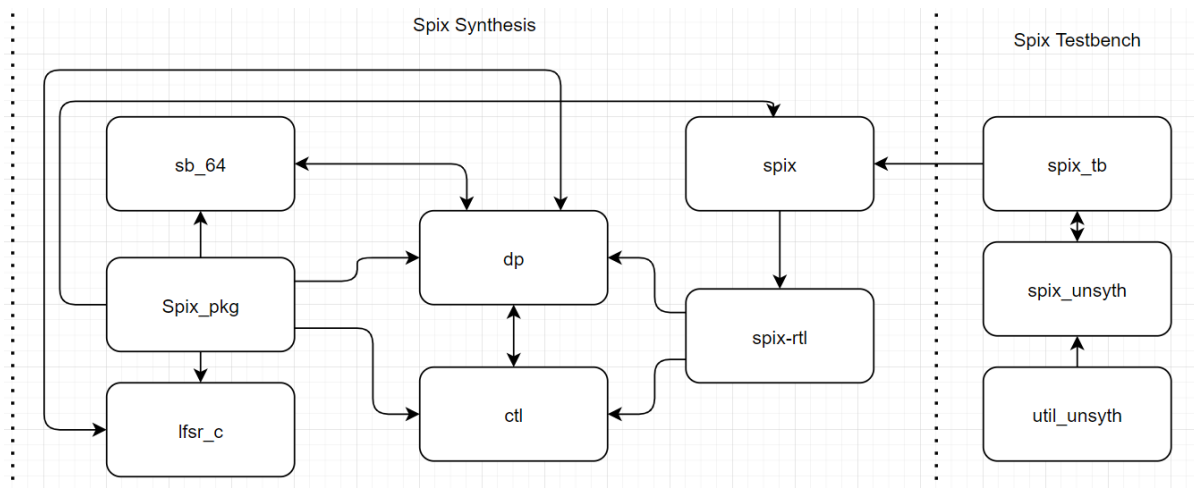 Spix Synthesis
Spix Testbench
sb_64
spix
spix_tb
dp
Spix_pkg
spix_unsyth
spix-rtl
lfsr_c
ctl
util_unsyth